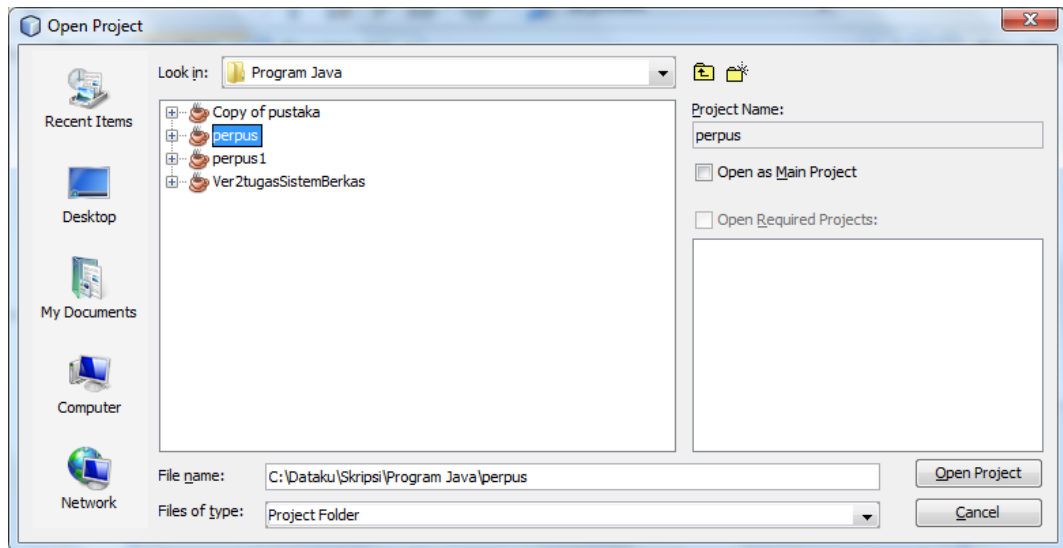 Open Project
Look in: Program Java
Recent Items
Desktop
My Documents
Computer
Network
Copy of pustaka
perpus
perpus1
Ver2tugasSistemBerkas
Project Name:
perpus
Open as Main Project
Open Required Projects:
File name: C:\Dataku\Skripsi\Program Java\perpus
Open Project
Files of type: Project Folder
Cancel